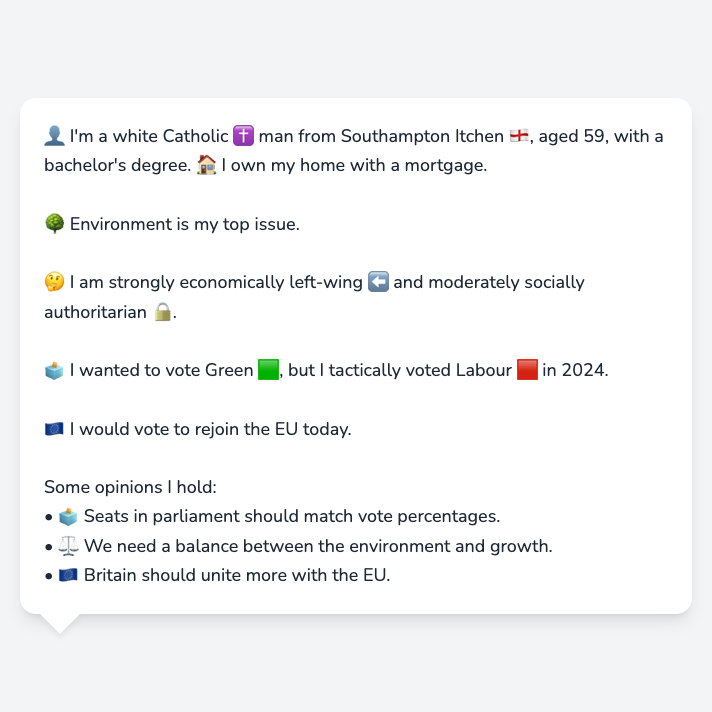 👤 I'm a white Catholic ✝️ man from Southampton Itchen 🏴󠁧󠁢󠁥󠁮󠁧󠁿, aged 59, with a
bachelor's degree. 🏠 I own my home with a mortgage.
🌳 Environment is my top issue.
🤔 I am strongly economically left-wing ⬅️ and moderately socially
authoritarian 🔒.
🗳️ I wanted to vote Green 🟩, but I tactically voted Labour 🟥 in 2024.
🇪🇺 I would vote to rejoin the EU today.
Some opinions I hold:
• 🗳️ Seats in parliament should match vote percentages.
• ⚖️ We need a balance between the environment and growth.
• 🇪🇺 Britain should unite more with the EU.